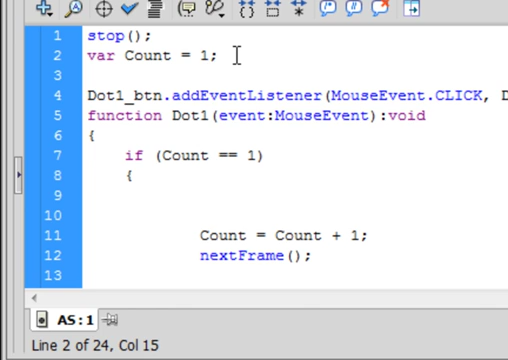 1 stop();
2 var Count = 1;
3
4 Dot1_btn.addEventListener(MouseEvent.CLICK,
5 function Dot1(event:MouseEvent):void
6 {
7 if (Count == 1)
8 {
9
10
11 Count = Count + 1;
12 nextFrame();
13
AS:1
Line 2 of 24, Col 15